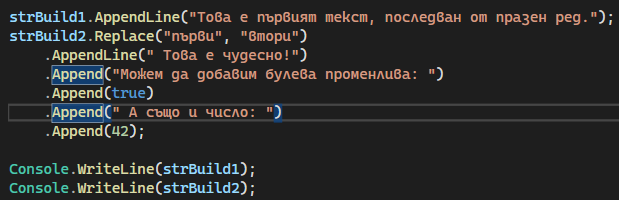 strBuild1.AppendLine("Това е първият текст, последван от празен ред.");
strBuild2.Replace("първи", "втори")
    .AppendLine(" Това е чудесно!")
    .Append("Можем да добавим булева променлива: ")
    .Append(true)
    .Append(" А също и число: ")
    .Append(42);
Console.WriteLine(strBuild1);
Console.WriteLine(strBuild2);